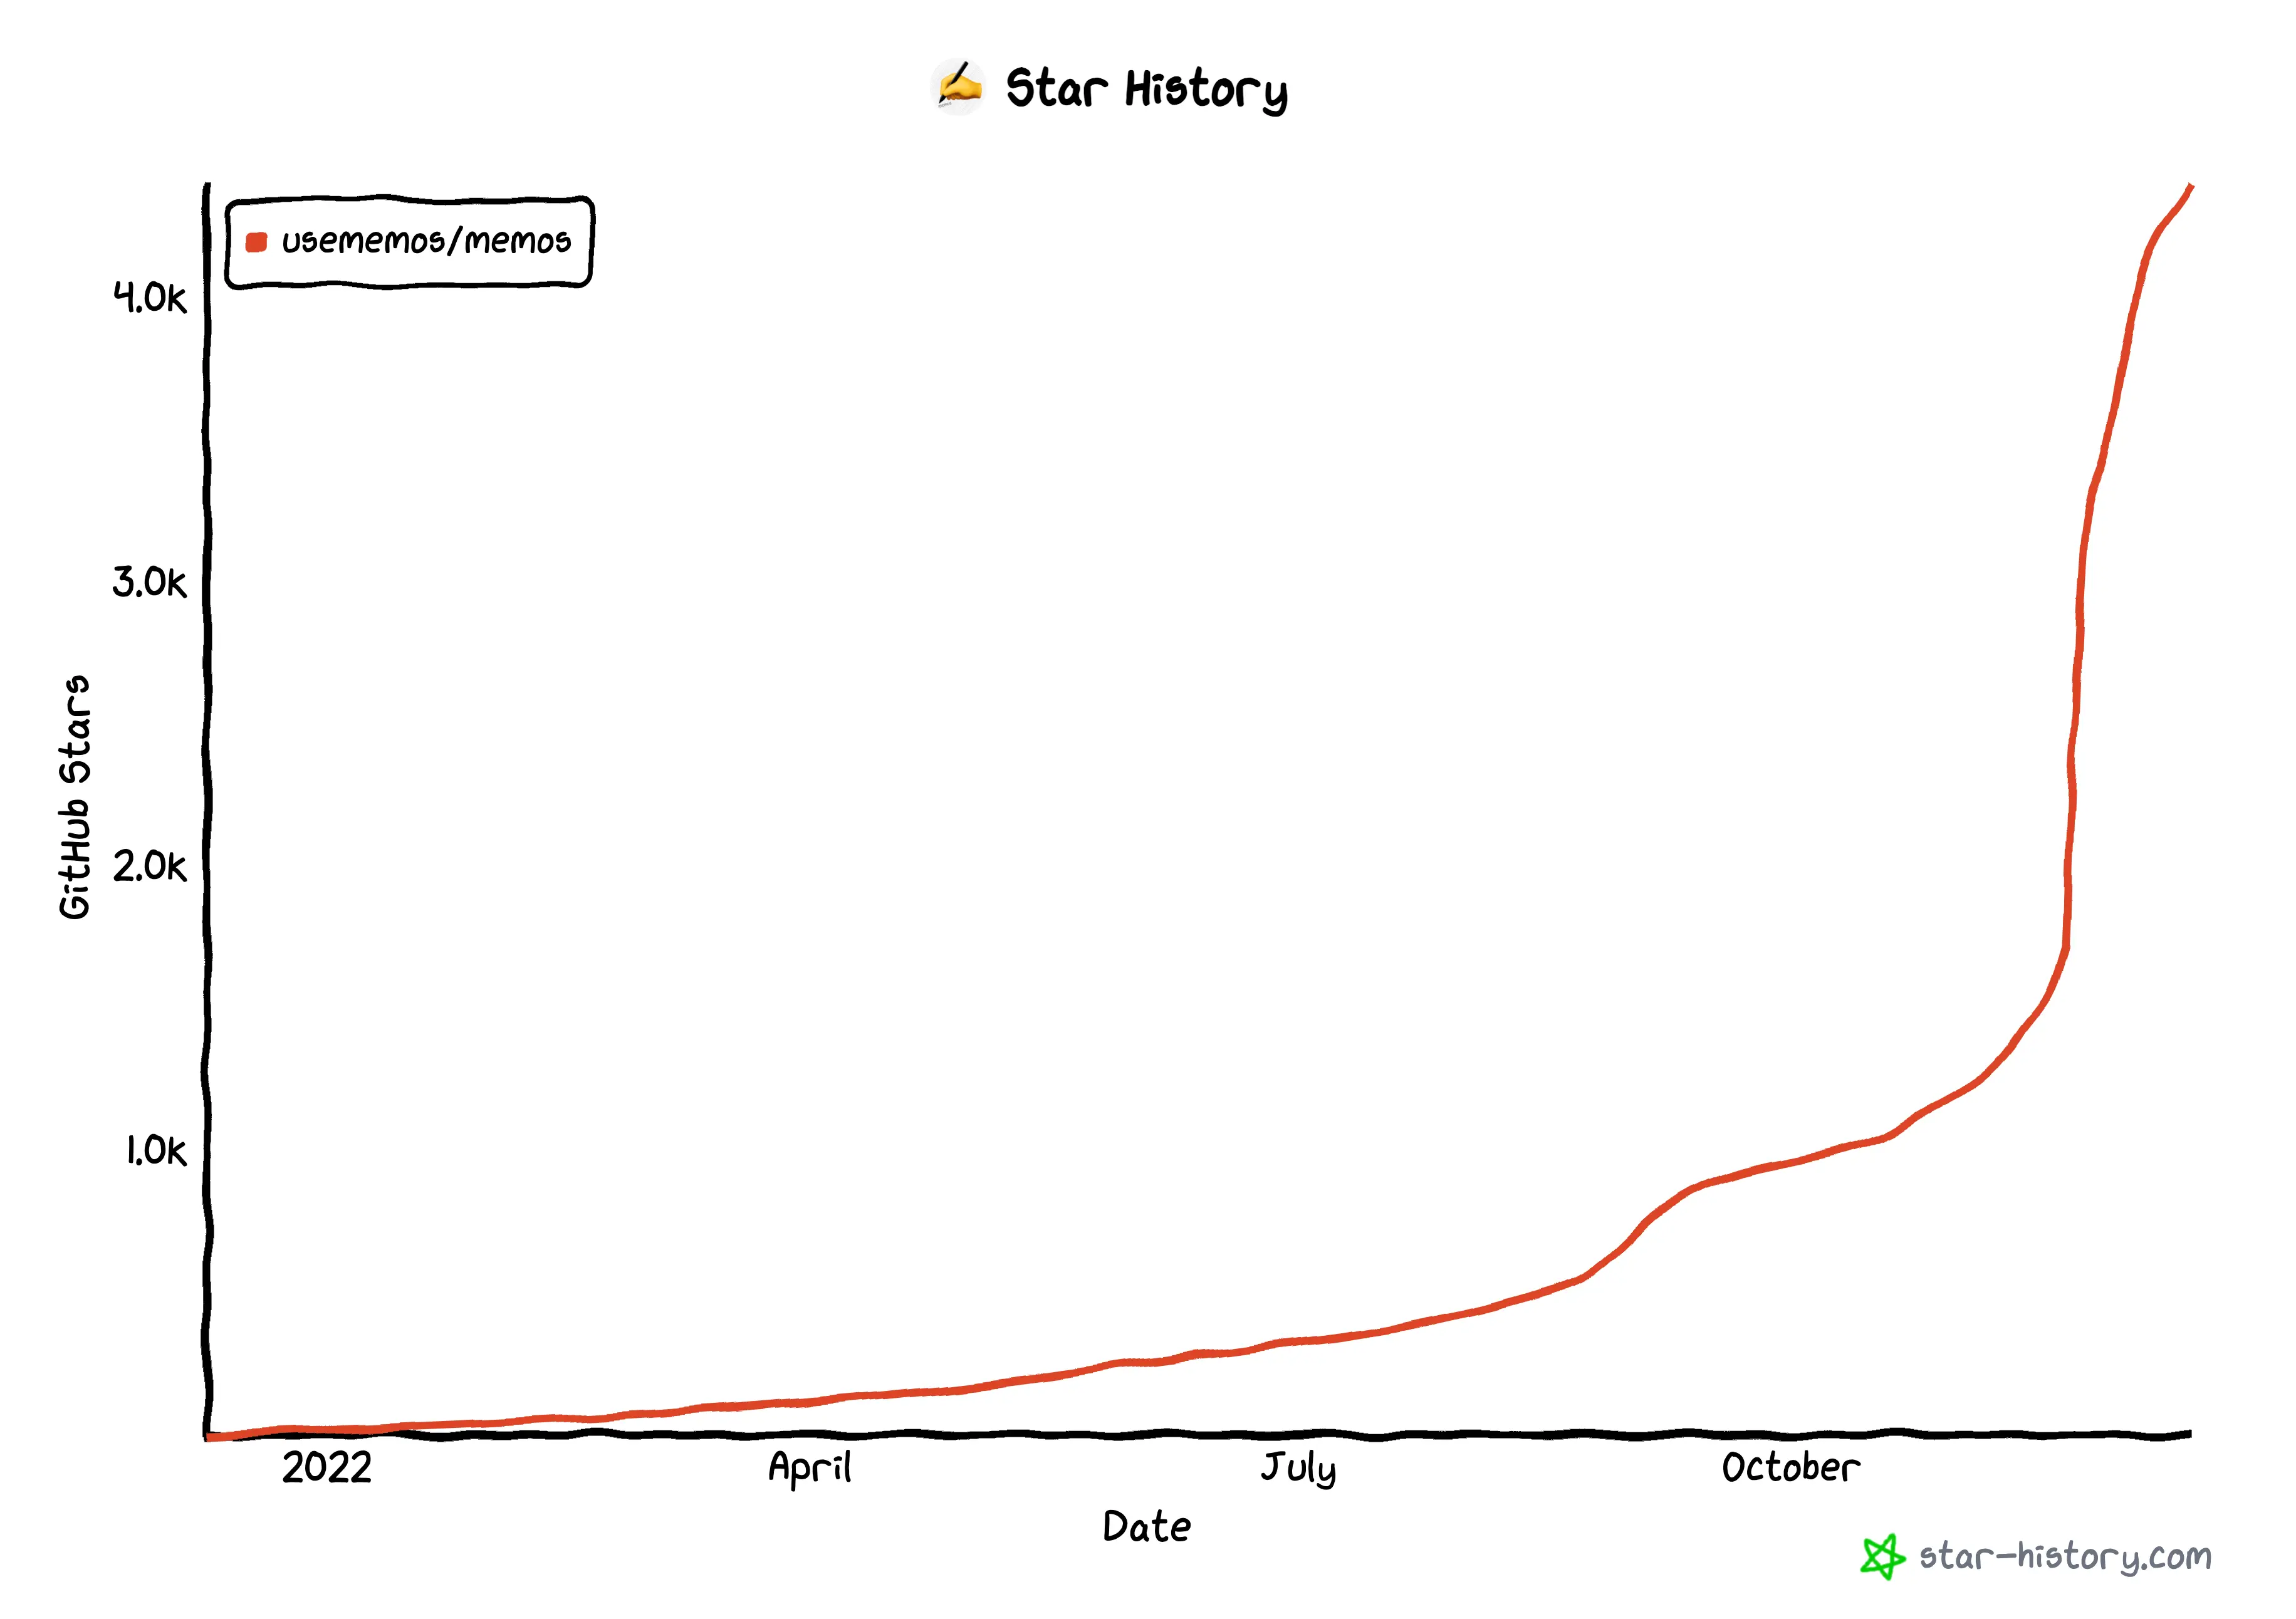 Star History
usememos/memos
4.0K
3.0K
2.0K
1.0K
GitHub Stars
2022
April
July
October
Date
star-history.com